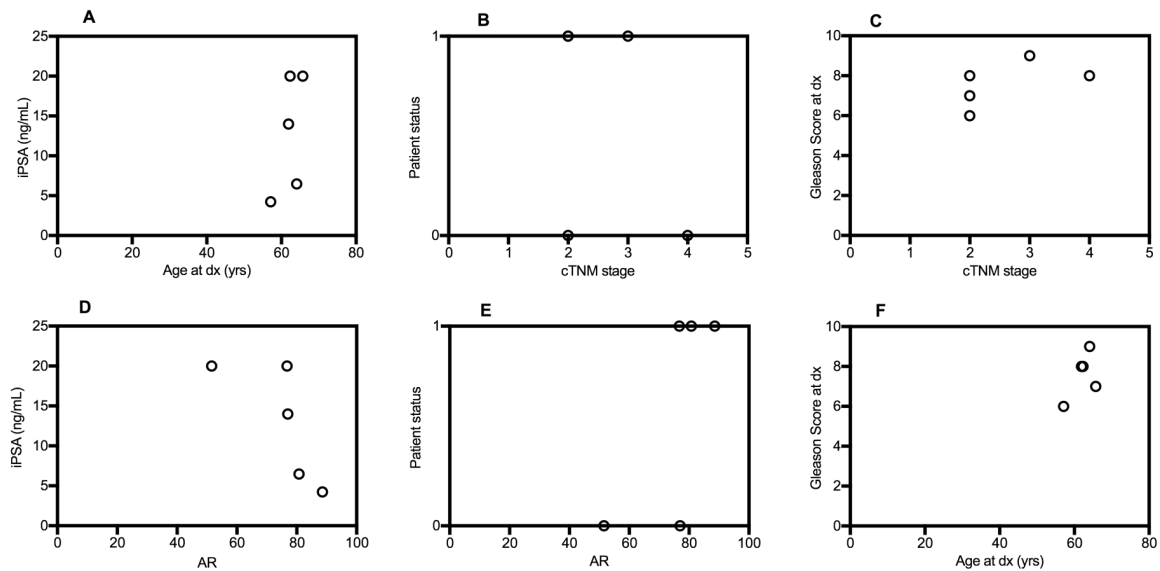 A
25
20
15
10
5
0
iPSA (ng/mL)
0 20 40 60 80
Age at dx (yrs)
B
1
0
Patient status
0 1 2 3 4 5
cTNM stage
C
10
8
6
4
2
0
Gleason Score at dx
0 1 2 3 4 5
cTNM stage
D
25
20
15
10
5
0
iPSA (ng/mL)
0 20 40 60 80 100
AR
E
1
0
Patient status
0 20 40 60 80 100
AR
F
10
8
6
4
2
0
Gleason Score at dx
0 20 40 60 80
Age at dx (yrs)